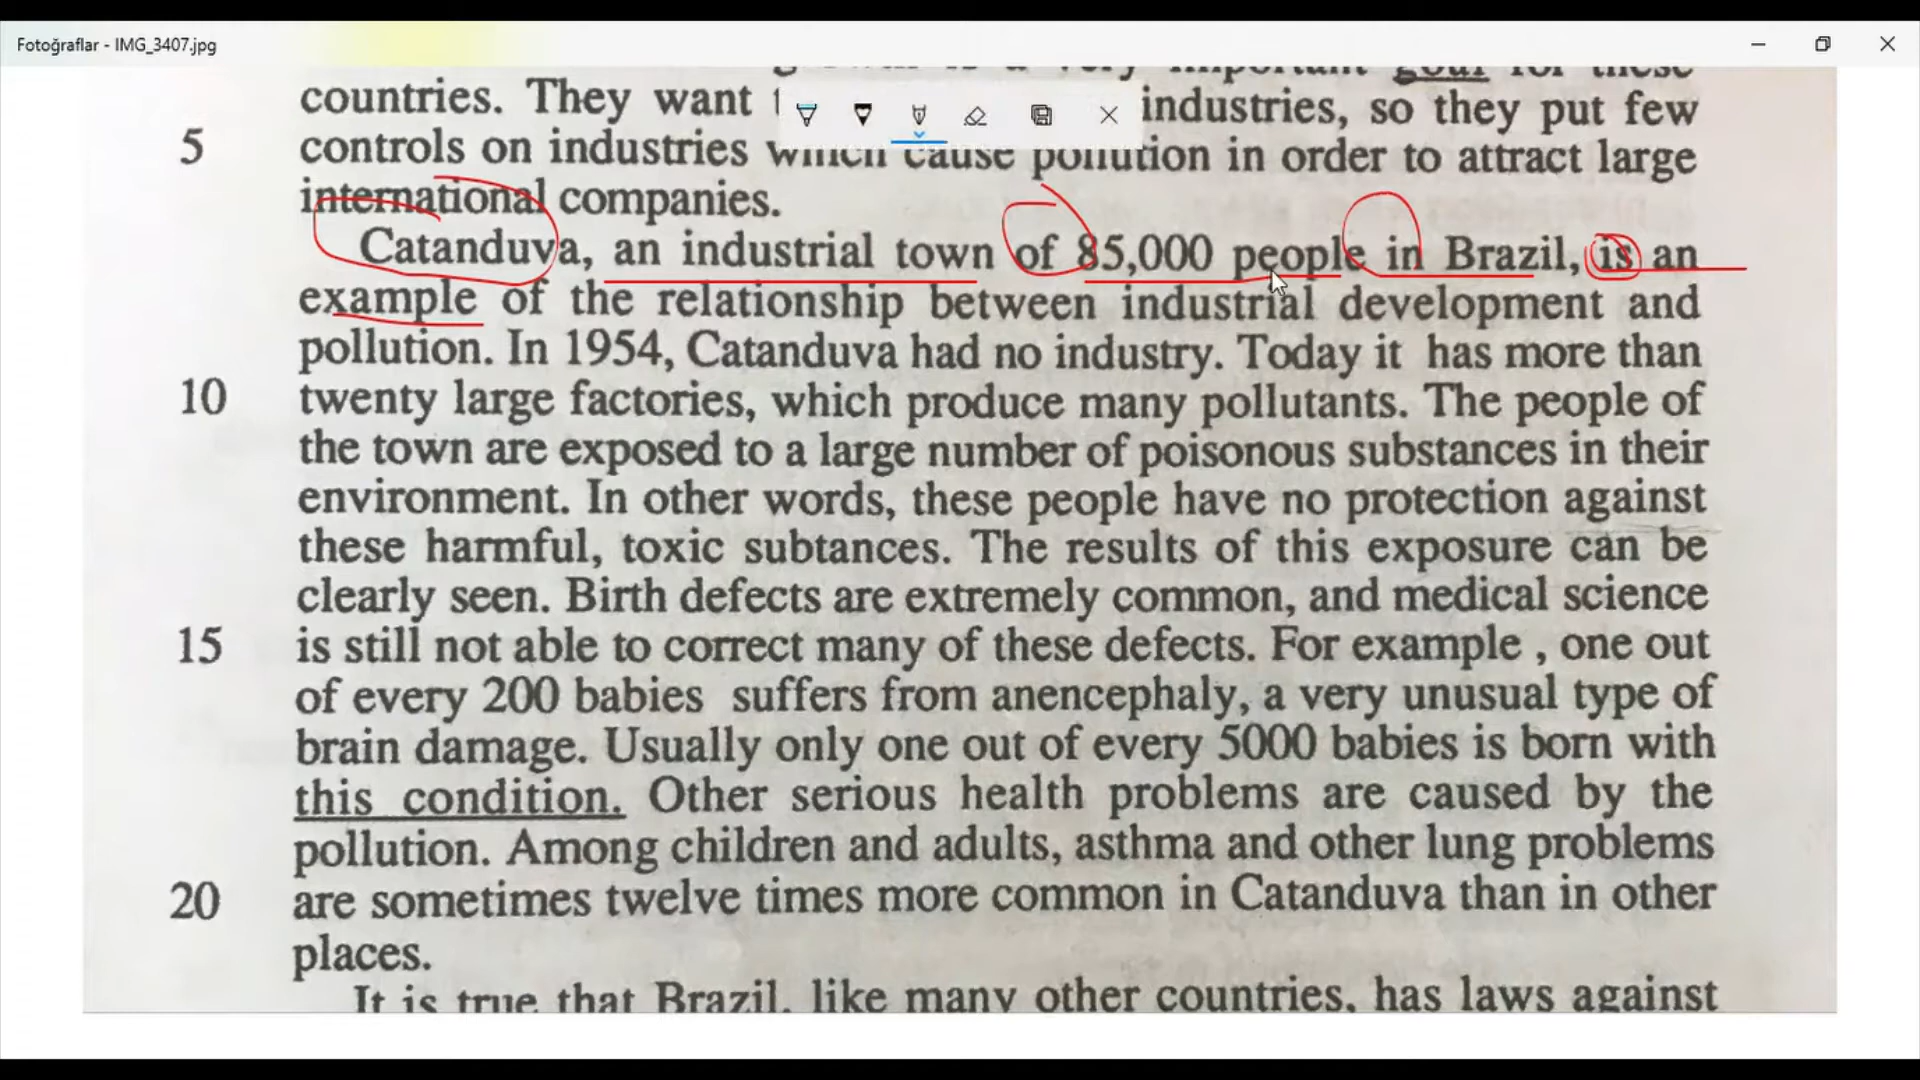 Fotoğraflar - IMG_3407.jpg
important goal for these
countries. They want industries, so they put few
5 controls on industries which cause pollution in order to attract large
international companies.
Catanduva, an industrial town of 85,000 people in Brazil, is an
example of the relationship between industrial development and
pollution. In 1954, Catanduva had no industry. Today it has more than
10 twenty large factories, which produce many pollutants. The people of
the town are exposed to a large number of poisonous substances in their
environment. In other words, these people have no protection against
these harmful, toxic subtances. The results of this exposure can be
clearly seen. Birth defects are extremely common, and medical science
15 is still not able to correct many of these defects. For example , one out
of every 200 babies suffers from anencephaly, a very unusual type of
brain damage. Usually only one out of every 5000 babies is born with
this condition. Other serious health problems are caused by the
pollution. Among children and adults, asthma and other lung problems
20 are sometimes twelve times more common in Catanduva than in other
places.
It is true that Brazil, like many other countries, has laws against